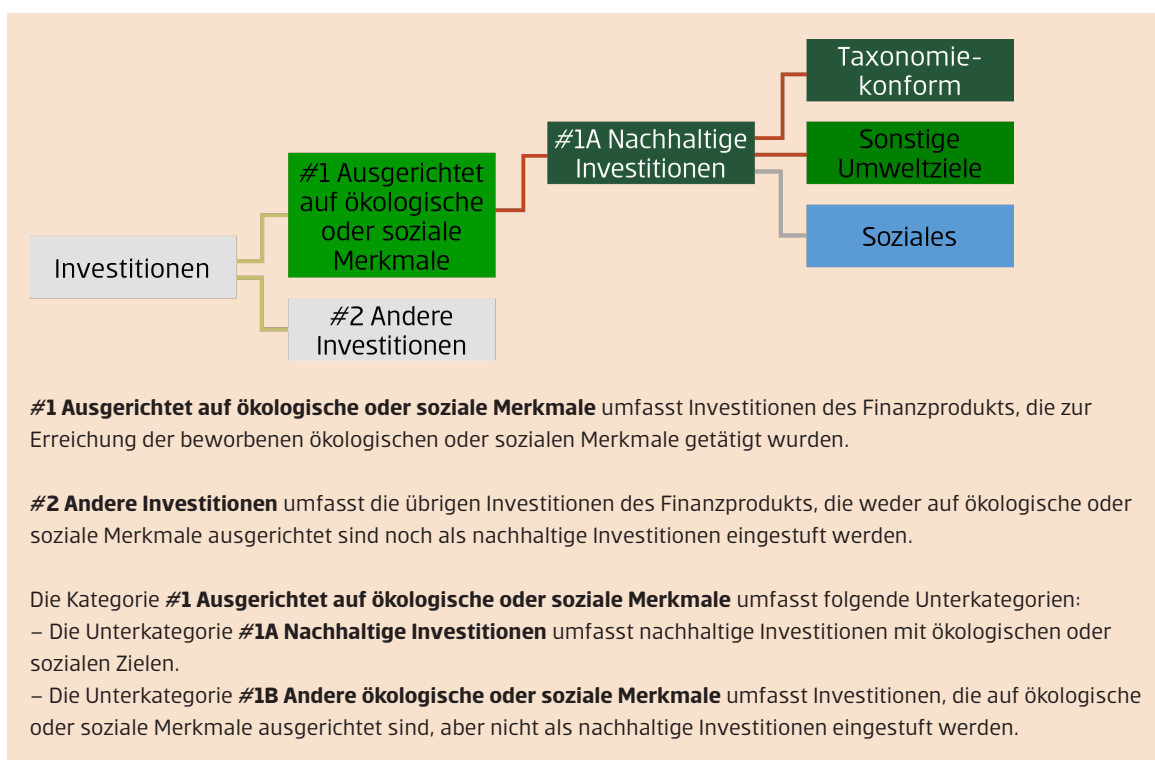 Taxonomie-
konform
#1A Nachhaltige
Investitionen
Sonstige
Umweltziele
#1 Ausgerichtet
auf ökologische
oder soziale
Merkmale
Soziales
Investitionen
#2 Andere
Investitionen
#1 Ausgerichtet auf ökologische oder soziale Merkmale umfasst Investitionen des Finanzprodukts, die zur
Erreichung der beworbenen ökologischen oder sozialen Merkmale getätigt wurden.
#2 Andere Investitionen umfasst die übrigen Investitionen des Finanzprodukts, die weder auf ökologische oder
soziale Merkmale ausgerichtet sind noch als nachhaltige Investitionen eingestuft werden.
Die Kategorie #1 Ausgerichtet auf ökologische oder soziale Merkmale umfasst folgende Unterkategorien:
– Die Unterkategorie #1A Nachhaltige Investitionen umfasst nachhaltige Investitionen mit ökologischen oder
sozialen Zielen.
– Die Unterkategorie #1B Andere ökologische oder soziale Merkmale umfasst Investitionen, die auf ökologische
oder soziale Merkmale ausgerichtet sind, aber nicht als nachhaltige Investitionen eingestuft werden.